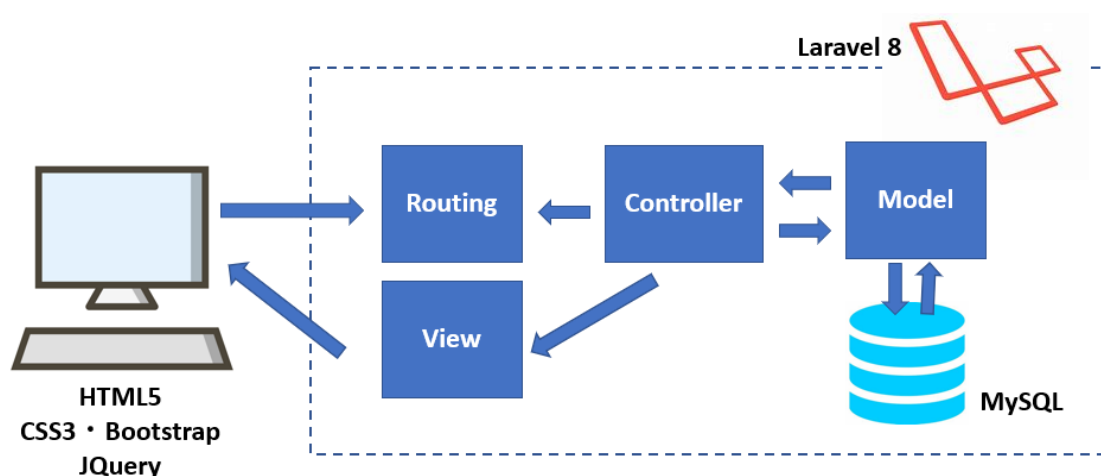 Laravel 8
Routing
Controller
Model
View
MySQL
HTML5
CSS3・Bootstrap
JQuery